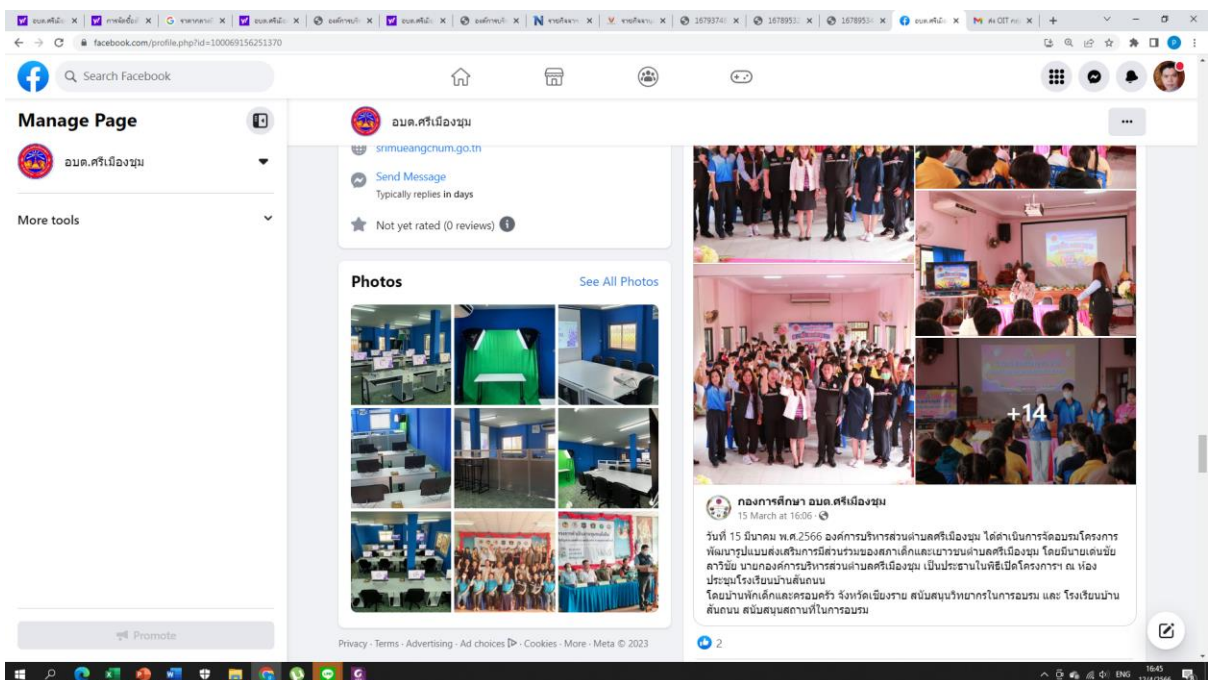 facebook.com/profile.php?id=100069156251370
Search Facebook
Manage Page
อบต.ศรีเมืองชุม
More tools
Promote
อบต.ศรีเมืองชุม
srimueangchum.go.th
Send Message
Typically replies in days
Not yet rated (0 reviews)
Photos
See All Photos
Privacy · Terms · Advertising · Ad choices · Cookies · More · Meta © 2023
+14
กองการศึกษา อบต.ศรีเมืองชุม
15 March at 16:06 ·
วันที่ 15 มีนาคม พ.ศ.2566 องค์การบริหารส่วนตำบลศรีเมืองชุม ได้ดำเนินการจัดอบรมโครงการ
พัฒนารูปแบบส่งเสริมการมีส่วนร่วมของสภาเด็กและเยาวชนตำบลศรีเมืองชุม โดยมีนายเด่นชัย
ลาวิชัย นายกองค์การบริหารส่วนตำบลศรีเมืองชุม เป็นประธานในพิธีเปิดโครงการฯ ณ ห้อง
ประชุมโรงเรียนบ้านสันถนน
โดยบ้านพักเด็กและครอบครัว จังหวัดเชียงราย สนับสนุนวิทยากรในการอบรม และ โรงเรียนบ้าน
สันถนน สนับสนุนสถานที่ในการอบรม
2
ENG
16:45